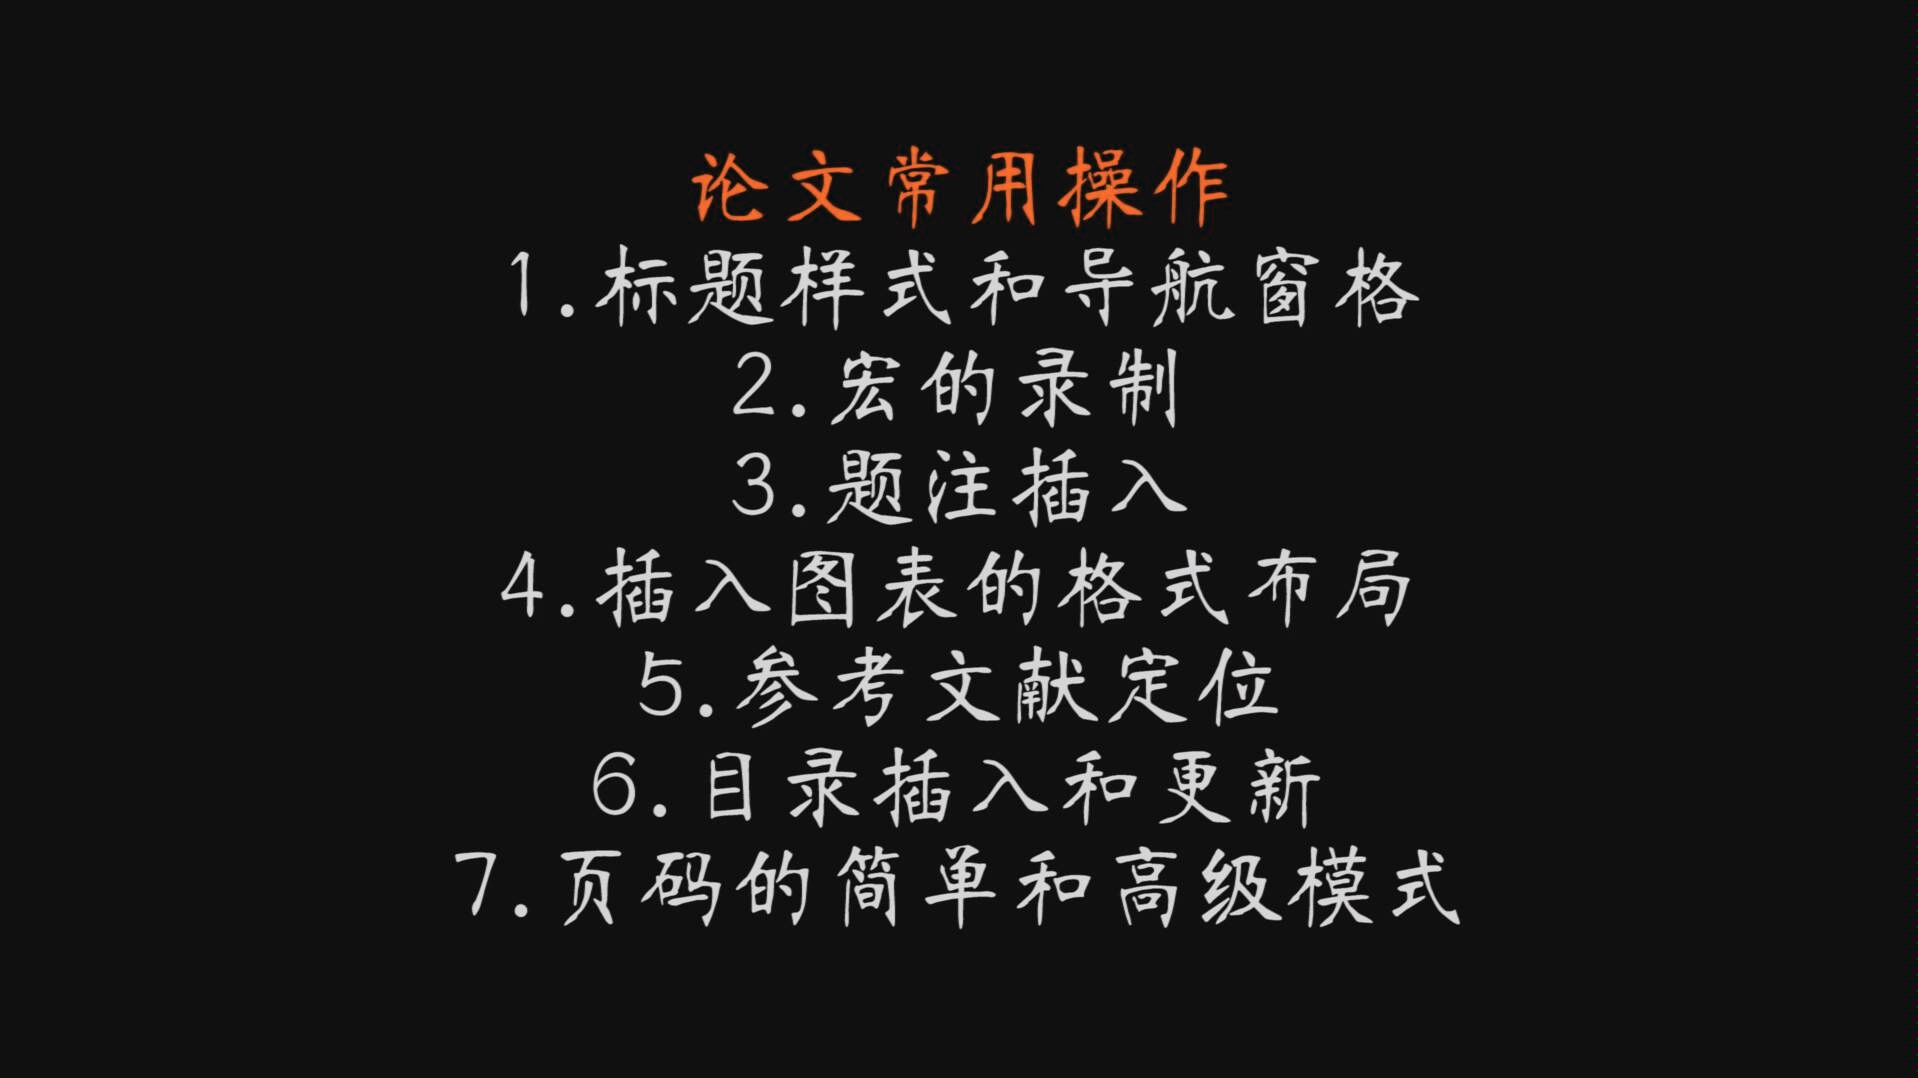 论文常用操作
1.标题样式和导航窗格
2.宏的录制
3.题注插入
4.插入图表的格式布局
5.参考文献定位
6.目录插入和更新
7.页码的简单和高级模式